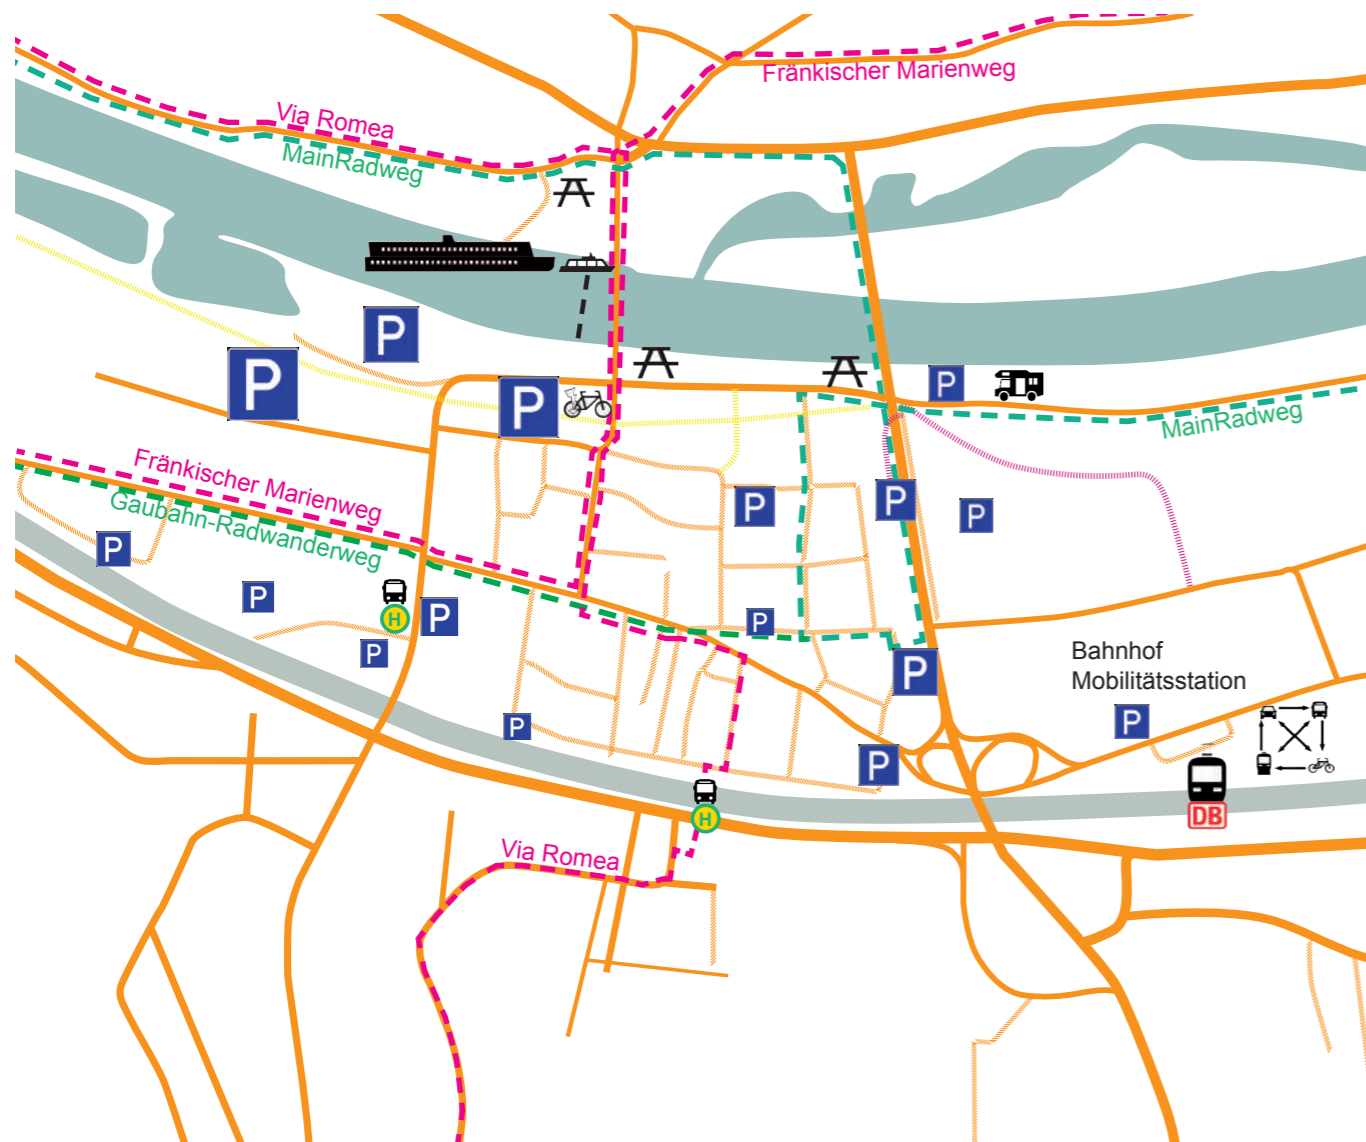 Fränkischer Marienweg
Via Romea
MainRadweg
P
P
P
P
MainRadweg
Fränkischer Marienweg
Gaubahn-Radwanderweg
P
P
P
P
P
H
P
P
P
P
Bahnhof
Mobilitätsstation
P
P
P
DB
H
Via Romea